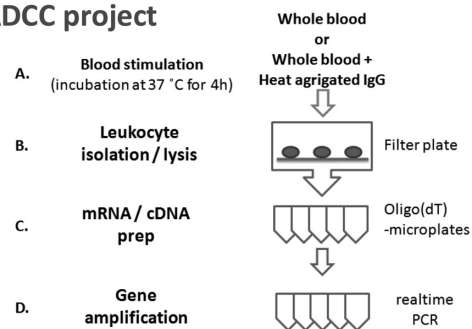 ADCC project
Whole blood
or
Whole blood +
Heat agrigated IgG
A.
Blood stimulation
(incubation at 37 ˚C for 4h)
B.
Leukocyte
isolation / lysis
Filter plate
C.
mRNA / cDNA
prep
Oligo(dT)
-microplates
D.
Gene
amplification
realtime
PCR